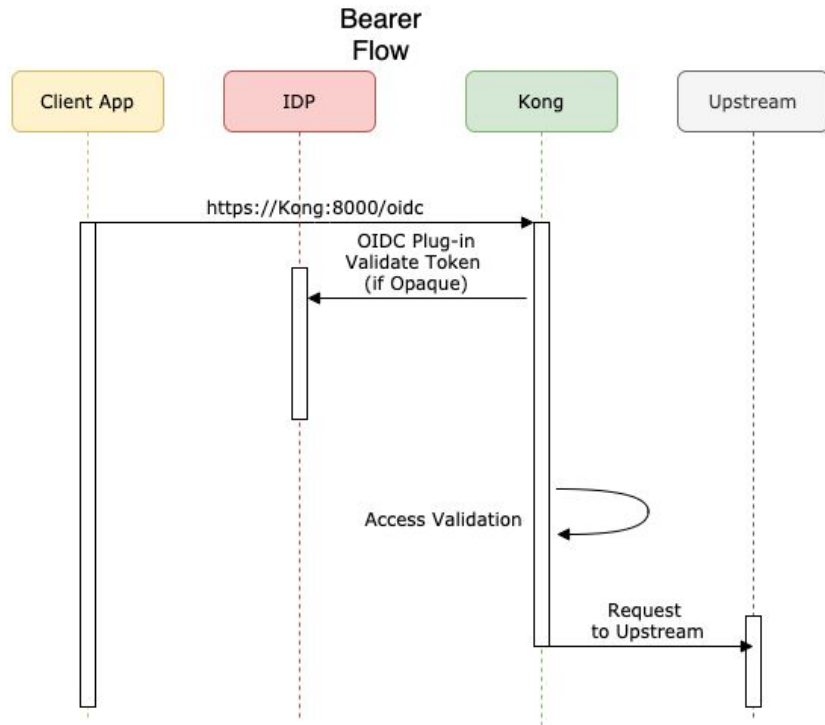 Bearer
Flow
Client App
IDP
Kong
Upstream
https://Kong:8000/oidc
OIDC Plug-in
Validate Token
(if Opaque)
Access Validation
Request
to Upstream